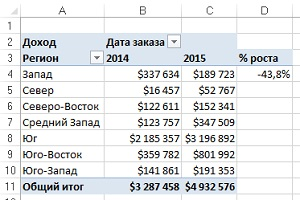 A B C D
1
2 Доход Дата заказа
3 Регион 2014 2015 % роста
4 Запад $337 634 $189 723 -43,8%
5 Север $16 457 $52 767
6 Северо-Восток $122 611 $152 341
7 Средний Запад $123 757 $347 509
8 Юг $2 185 357 $3 196 892
9 Юго-Восток $359 782 $801 992
10 Юго-Запад $141 861 $191 353
11 Общий итог $3 287 458 $4 932 576